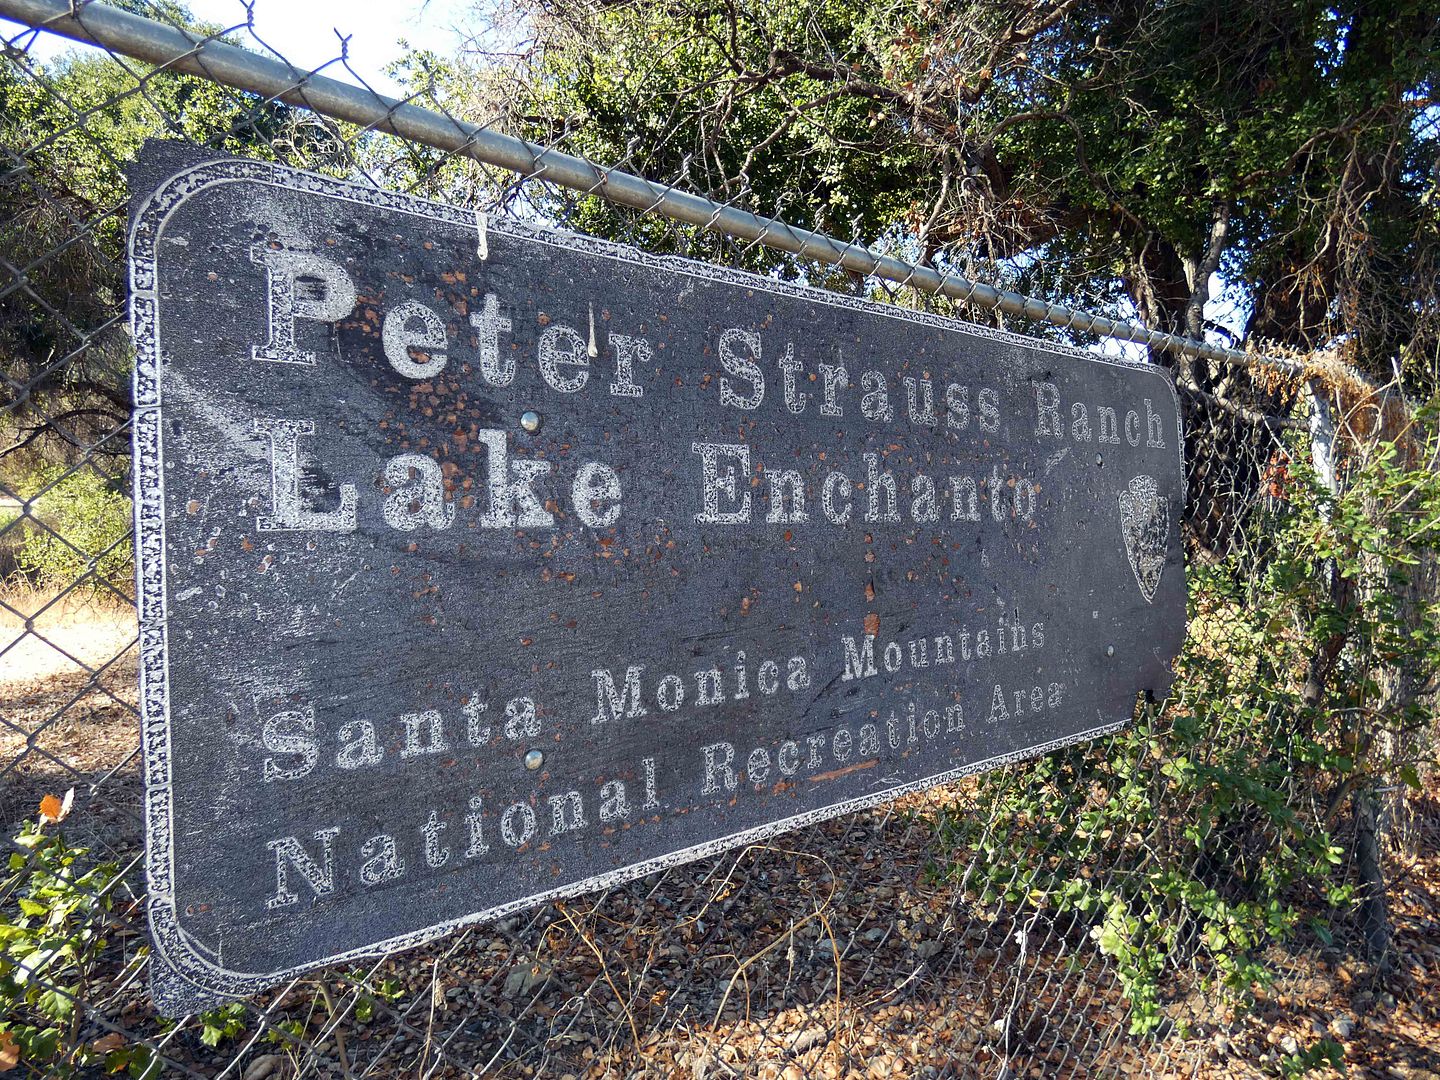 Peter Strauss Ranch
Lake Enchanto
Santa Monica Mountains
National Recreation Area